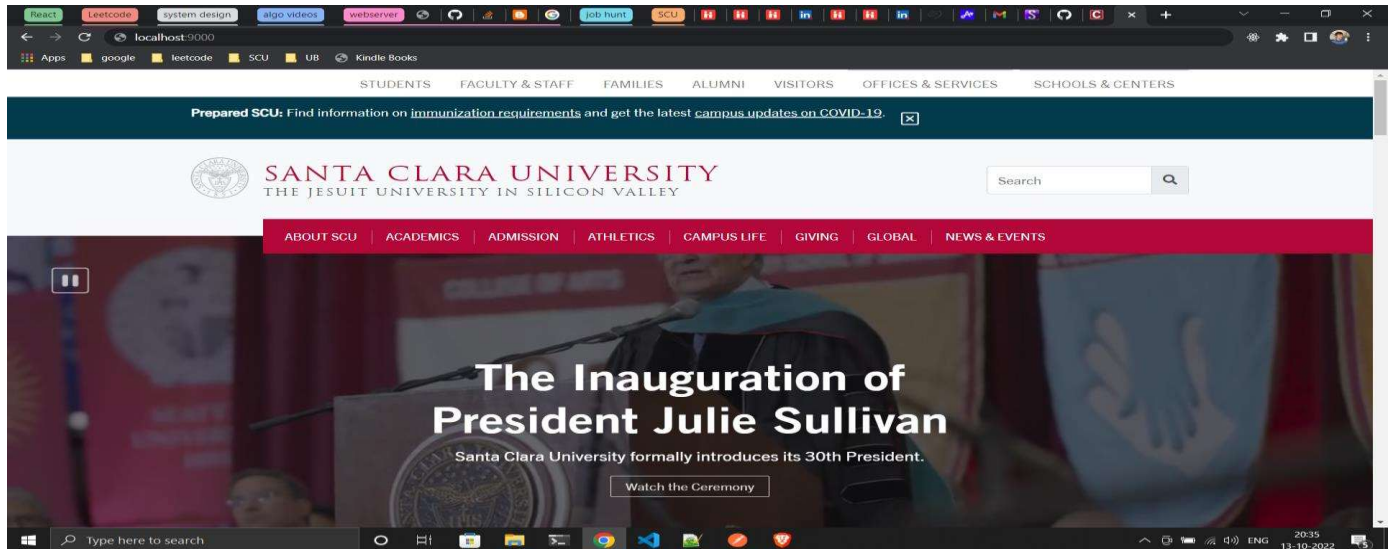 React Leetcode system design algo videos webserver job hunt SCU
localhost:9000
Apps google leetcode SCU UB Kindle Books
STUDENTS FACULTY & STAFF FAMILIES ALUMNI VISITORS OFFICES & SERVICES SCHOOLS & CENTERS
Prepared SCU: Find information on immunization requirements and get the latest campus updates on COVID-19.
SANTA CLARA UNIVERSITY
THE JESUIT UNIVERSITY IN SILICON VALLEY
Search
ABOUT SCU ACADEMICS ADMISSION ATHLETICS CAMPUS LIFE GIVING GLOBAL NEWS & EVENTS
COLLEGE OF ARTS
The Inauguration of
President Julie Sullivan
Santa Clara University formally introduces its 30th President.
Watch the Ceremony
Type here to search
ENG
20:35
13-10-2022